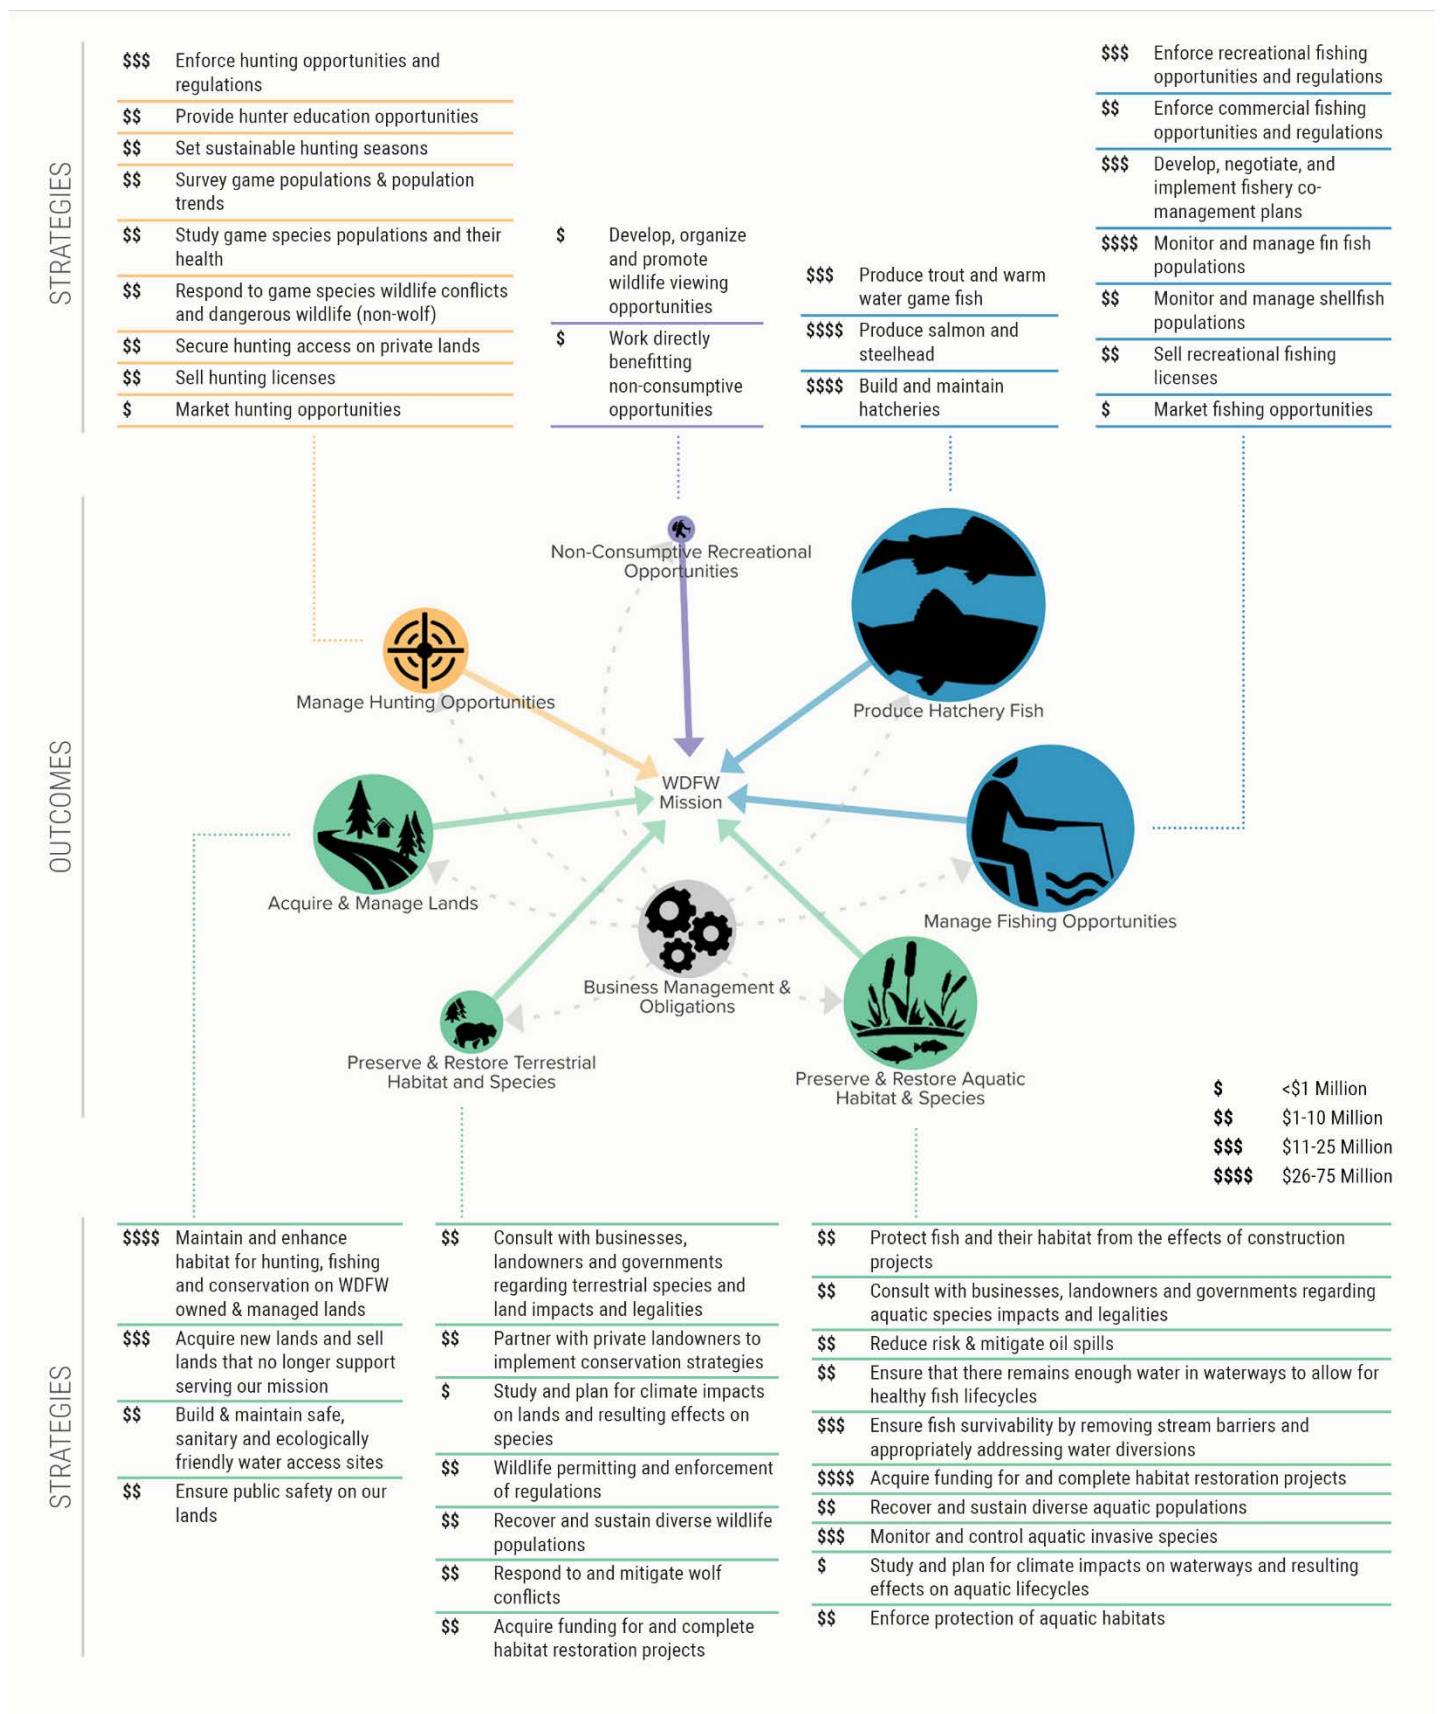 STRATEGIES
$$$ Enforce hunting opportunities and
regulations
$$ Provide hunter education opportunities
$$ Set sustainable hunting seasons
$$ Survey game populations & population
trends
$$ Study game species populations and their
health
$$ Respond to game species wildlife conflicts
and dangerous wildlife (non-wolf)
$$ Secure hunting access on private lands
$$ Sell hunting licenses
$ Market hunting opportunities
$ Develop, organize
and promote
wildlife viewing
opportunities
$ Work directly
benefitting
non-consumptive
opportunities
$$$ Produce trout and warm
water game fish
$$$$ Produce salmon and
steelhead
$$$$ Build and maintain
hatcheries
$$$ Enforce recreational fishing
opportunities and regulations
$$ Enforce commercial fishing
opportunities and regulations
$$$ Develop, negotiate, and
implement fishery co-
management plans
$$$$ Monitor and manage fin fish
populations
$$ Monitor and manage shellfish
populations
$$ Sell recreational fishing
licenses
$ Market fishing opportunities
OUTCOMES
Non-Consumptive Recreational
Opportunities
Manage Hunting Opportunities
Produce Hatchery Fish
WDFW
Mission
Acquire & Manage Lands
Manage Fishing Opportunities
Business Management &
Obligations
Preserve & Restore Terrestrial
Habitat and Species
Preserve & Restore Aquatic
Habitat & Species
$ <$1 Million
$$ $1-10 Million
$$$ $11-25 Million
$$$$ $26-75 Million
STRATEGIES
$$$$ Maintain and enhance
habitat for hunting, fishing
and conservation on WDFW
owned & managed lands
$$$ Acquire new lands and sell
lands that no longer support
serving our mission
$$ Build & maintain safe,
sanitary and ecologically
friendly water access sites
$$ Ensure public safety on our
lands
$$ Consult with businesses,
landowners and governments
regarding terrestrial species and
land impacts and legalities
$$ Partner with private landowners to
implement conservation strategies
$ Study and plan for climate impacts
on lands and resulting effects on
species
$$ Wildlife permitting and enforcement
of regulations
$$ Recover and sustain diverse wildlife
populations
$$ Respond to and mitigate wolf
conflicts
$$ Acquire funding for and complete
habitat restoration projects
$$ Protect fish and their habitat from the effects of construction
projects
$$ Consult with businesses, landowners and governments regarding
aquatic species impacts and legalities
$$ Reduce risk & mitigate oil spills
$$ Ensure that there remains enough water in waterways to allow for
healthy fish lifecycles
$$$ Ensure fish survivability by removing stream barriers and
appropriately addressing water diversions
$$$$ Acquire funding for and complete habitat restoration projects
$$ Recover and sustain diverse aquatic populations
$$$ Monitor and control aquatic invasive species
$ Study and plan for climate impacts on waterways and resulting
effects on aquatic lifecycles
$$ Enforce protection of aquatic habitats